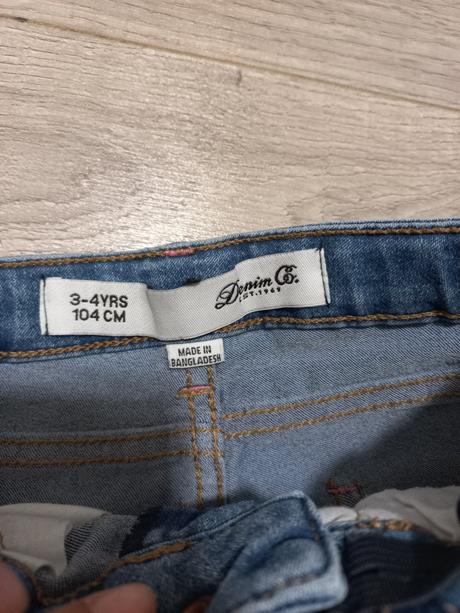 3-4YRS
104 CM
Denim Co.
EST. 1969
MADE IN
BANGLADESH